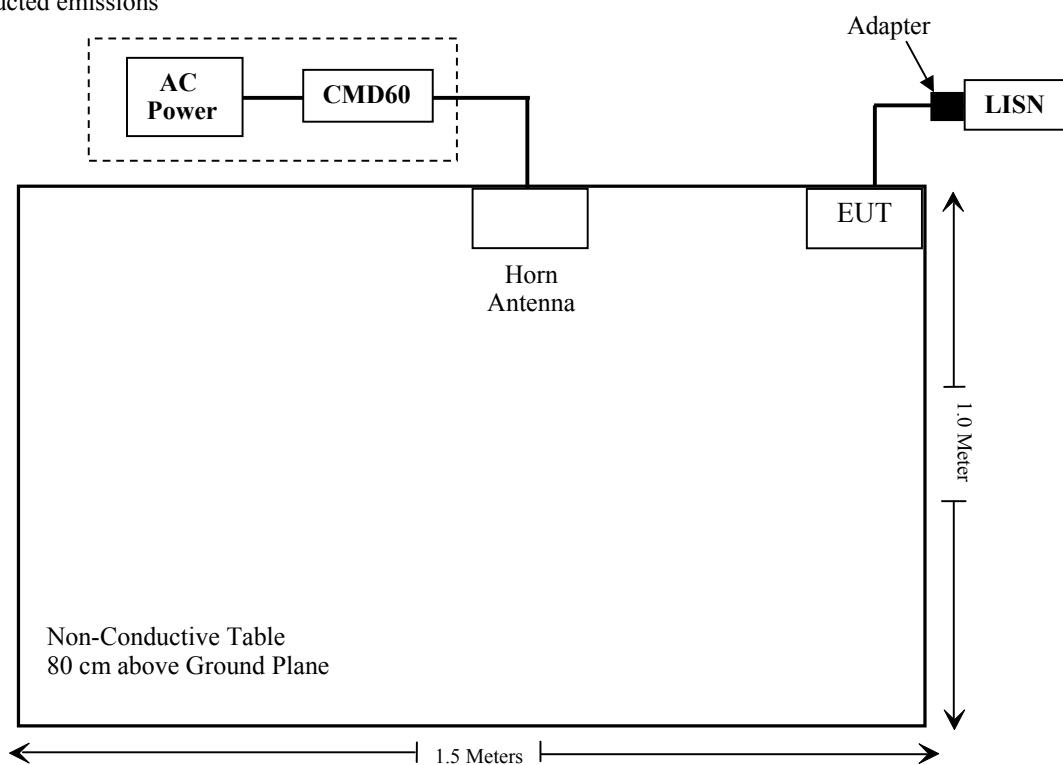 emissions
Adapter
AC
Power
CMD60
LISN
EUT
Horn
Antenna
1.0 Meter
Non-Conductive Table
80 cm above Ground Plane
1.5 Meters